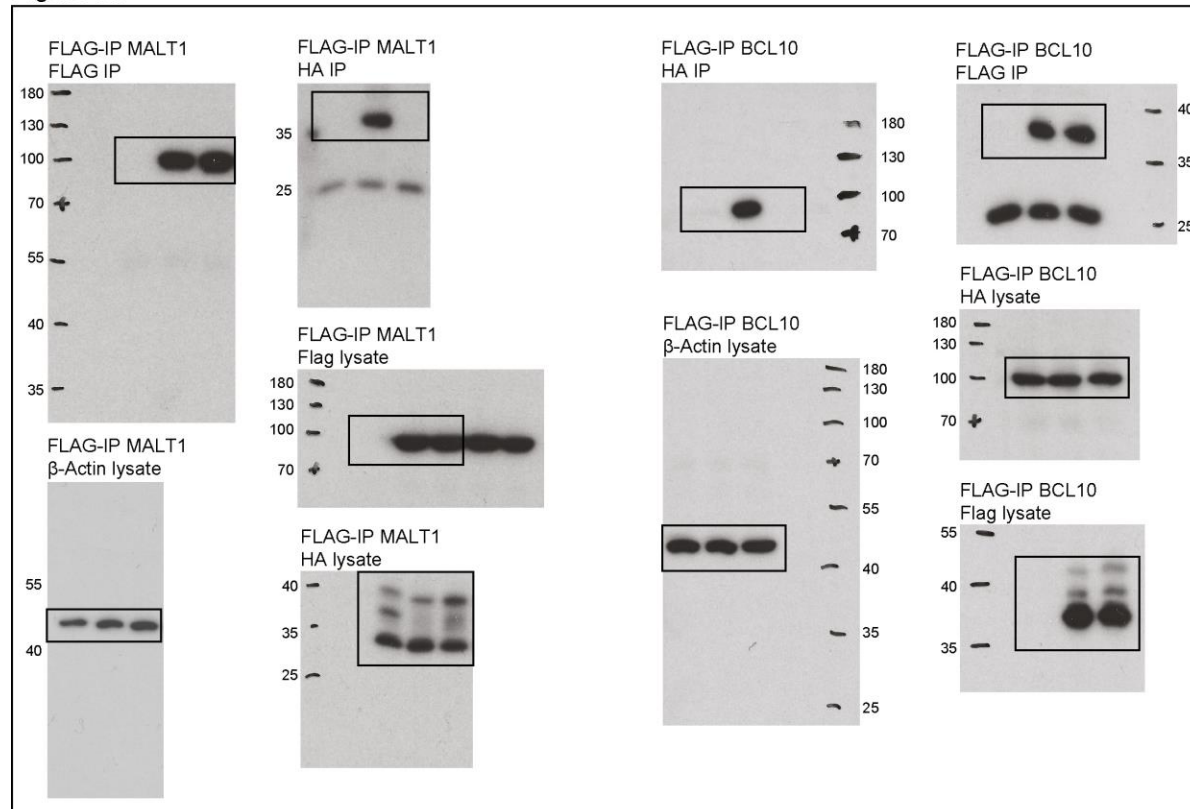 FLAG-IP MALT1
FLAG IP
180
130
100
70
55
40
35
FLAG-IP MALT1
β-Actin lysate
55
40
FLAG-IP MALT1
HA IP
35
25
FLAG-IP MALT1
Flag lysate
180
130
100
70
FLAG-IP MALT1
HA lysate
40
35
25
FLAG-IP BCL10
HA IP
180
130
100
70
FLAG-IP BCL10
β-Actin lysate
180
130
100
70
55
40
35
25
FLAG-IP BCL10
FLAG IP
40
35
25
FLAG-IP BCL10
HA lysate
180
130
100
70
FLAG-IP BCL10
Flag lysate
55
40
35